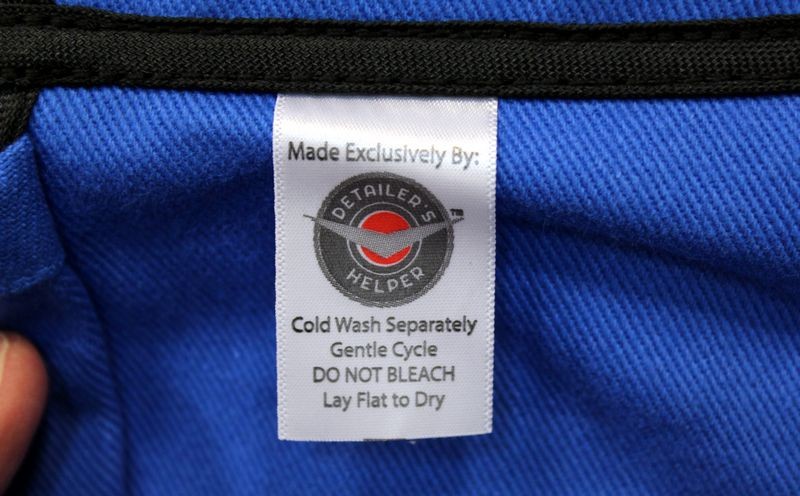 Made Exclusively By:
DETAILER'S
TM
HELPER
Cold Wash Separately
Gentle Cycle
DO NOT BLEACH
Lay Flat to Dry